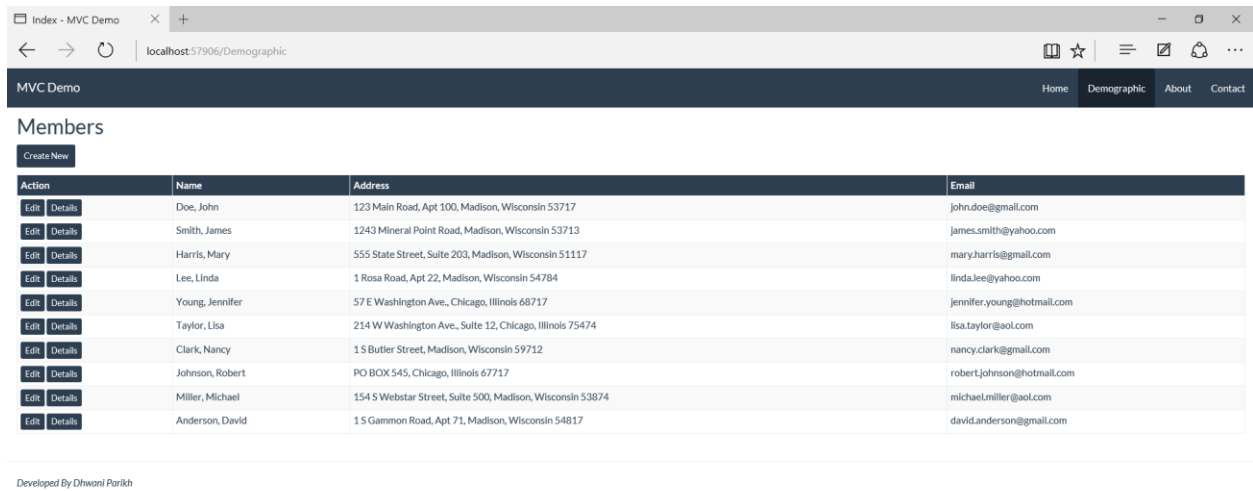 Index - MVC Demo
localhost:57906/Demographic
MVC Demo Home Demographic About Contact
Members
Create New
Action Name Address Email
Edit Details Doe, John 123 Main Road, Apt 100, Madison, Wisconsin 53717 john.doe@gmail.com
Edit Details Smith, James 1243 Mineral Point Road, Madison, Wisconsin 53713 james.smith@yahoo.com
Edit Details Harris, Mary 555 State Street, Suite 203, Madison, Wisconsin 51117 mary.harris@gmail.com
Edit Details Lee, Linda 1 Rosa Road, Apt 22, Madison, Wisconsin 54784 linda.lee@yahoo.com
Edit Details Young, Jennifer 57 E Washington Ave., Chicago, Illinois 68717 jennifer.young@hotmail.com
Edit Details Taylor, Lisa 214 W Washington Ave., Suite 12, Chicago, Illinois 75474 lisa.taylor@aol.com
Edit Details Clark, Nancy 1 S Butler Street, Madison, Wisconsin 59712 nancy.clark@gmail.com
Edit Details Johnson, Robert PO BOX 545, Chicago, Illinois 67717 robert.johnson@hotmail.com
Edit Details Miller, Michael 154 S Webstar Street, Suite 500, Madison, Wisconsin 53874 michael.miller@aol.com
Edit Details Anderson, David 1 S Gammon Road, Apt 71, Madison, Wisconsin 54817 david.anderson@gmail.com
Developed By Dhwani Parikh